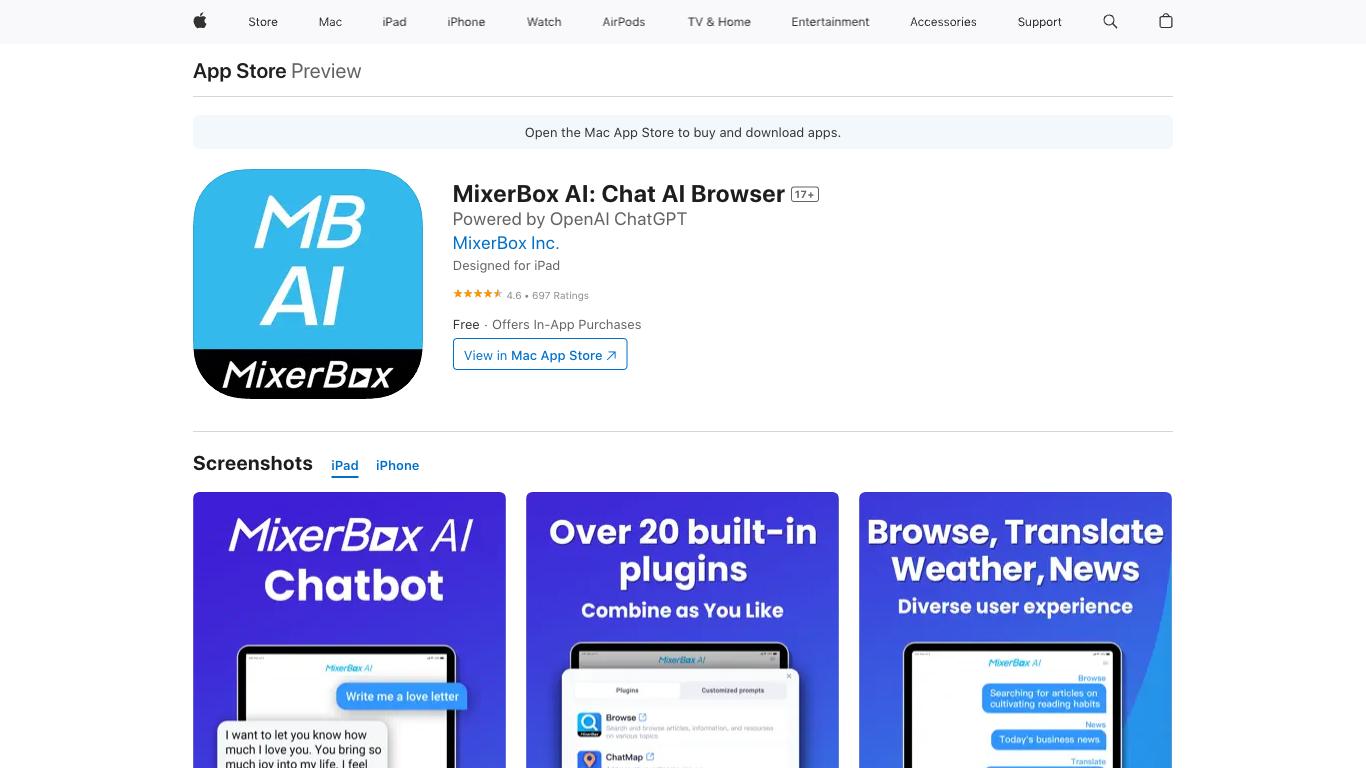 Store Mac iPad iPhone Watch AirPods TV & Home Entertainment Accessories Support
App Store Preview
Open the Mac App Store to buy and download apps.
MB
AI
MixerBox
MixerBox AI: Chat AI Browser 17+
Powered by OpenAI ChatGPT
MixerBox Inc.
Designed for iPad
4.6 • 697 Ratings
Free · Offers In-App Purchases
View in Mac App Store
Screenshots iPad iPhone
MixerBox AI
Chatbot
MixerBox AI
Write me a love letter
I want to let you know how
much I love you. You bring so
much joy into my life. I feel
Over 20 built-in
plugins
Combine as You Like
MixerBox AI
Plugins Customized prompts
Browse
Search and browse articles, information, and resources
on various topics
ChatMap
Browse, Translate
Weather, News
Diverse user experience
MixerBox AI
Browse
Searching for articles on
cultivating reading habits
News
Today's business news
Translate